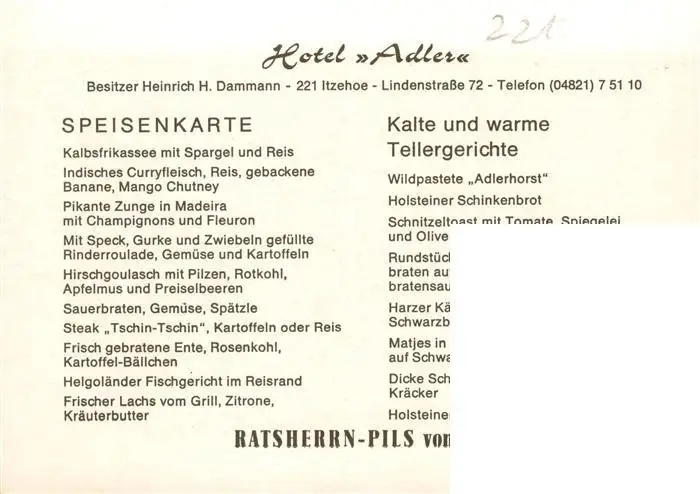 221
Hotel »Adler«
Besitzer Heinrich H. Dammann - 221 Itzehoe - Lindenstraße 72 - Telefon (04821) 7 51 10
SPEISENKARTE
Kalbsfrikassee mit Spargel und Reis
Indisches Curryfleisch, Reis, gebackene
Banane, Mango Chutney
Pikante Zunge in Madeira
mit Champignons und Fleuron
Mit Speck, Gurke und Zwiebeln gefüllte
Rinderroulade, Gemüse und Kartoffeln
Hirschgoulasch mit Pilzen, Rotkohl,
Apfelmus und Preiselbeeren
Sauerbraten, Gemüse, Spätzle
Steak „Tschin-Tschin“, Kartoffeln oder Reis
Frisch gebratene Ente, Rosenkohl,
Kartoffel-Bällchen
Helgoländer Fischgericht im Reisrand
Frischer Lachs vom Grill, Zitrone,
Kräuterbutter
Kalte und warme
Tellergerichte
Wildpastete „Adlerhorst“
Holsteiner Schinkenbrot
Schnitzeltoast mit Tomate, Spiegelei
und Olive
Rundstüc
braten au
bratensau
Harzer Kä
Schwarzb
Matjes in
auf Schwa
Dicke Sch
Kräcker
Holsteine
RATSHERRN-PILS von